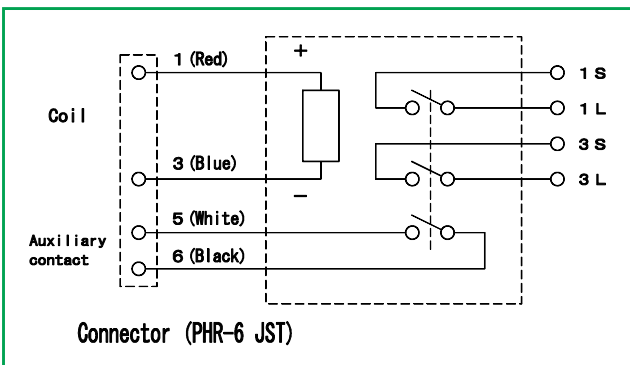 1 (Red)
+
1 S
Coil
1 L
3 S
3 (Blue)
3 L
−
5 (White)
Auxiliary
contact
6 (Black)
Connector (PHR-6 JST)